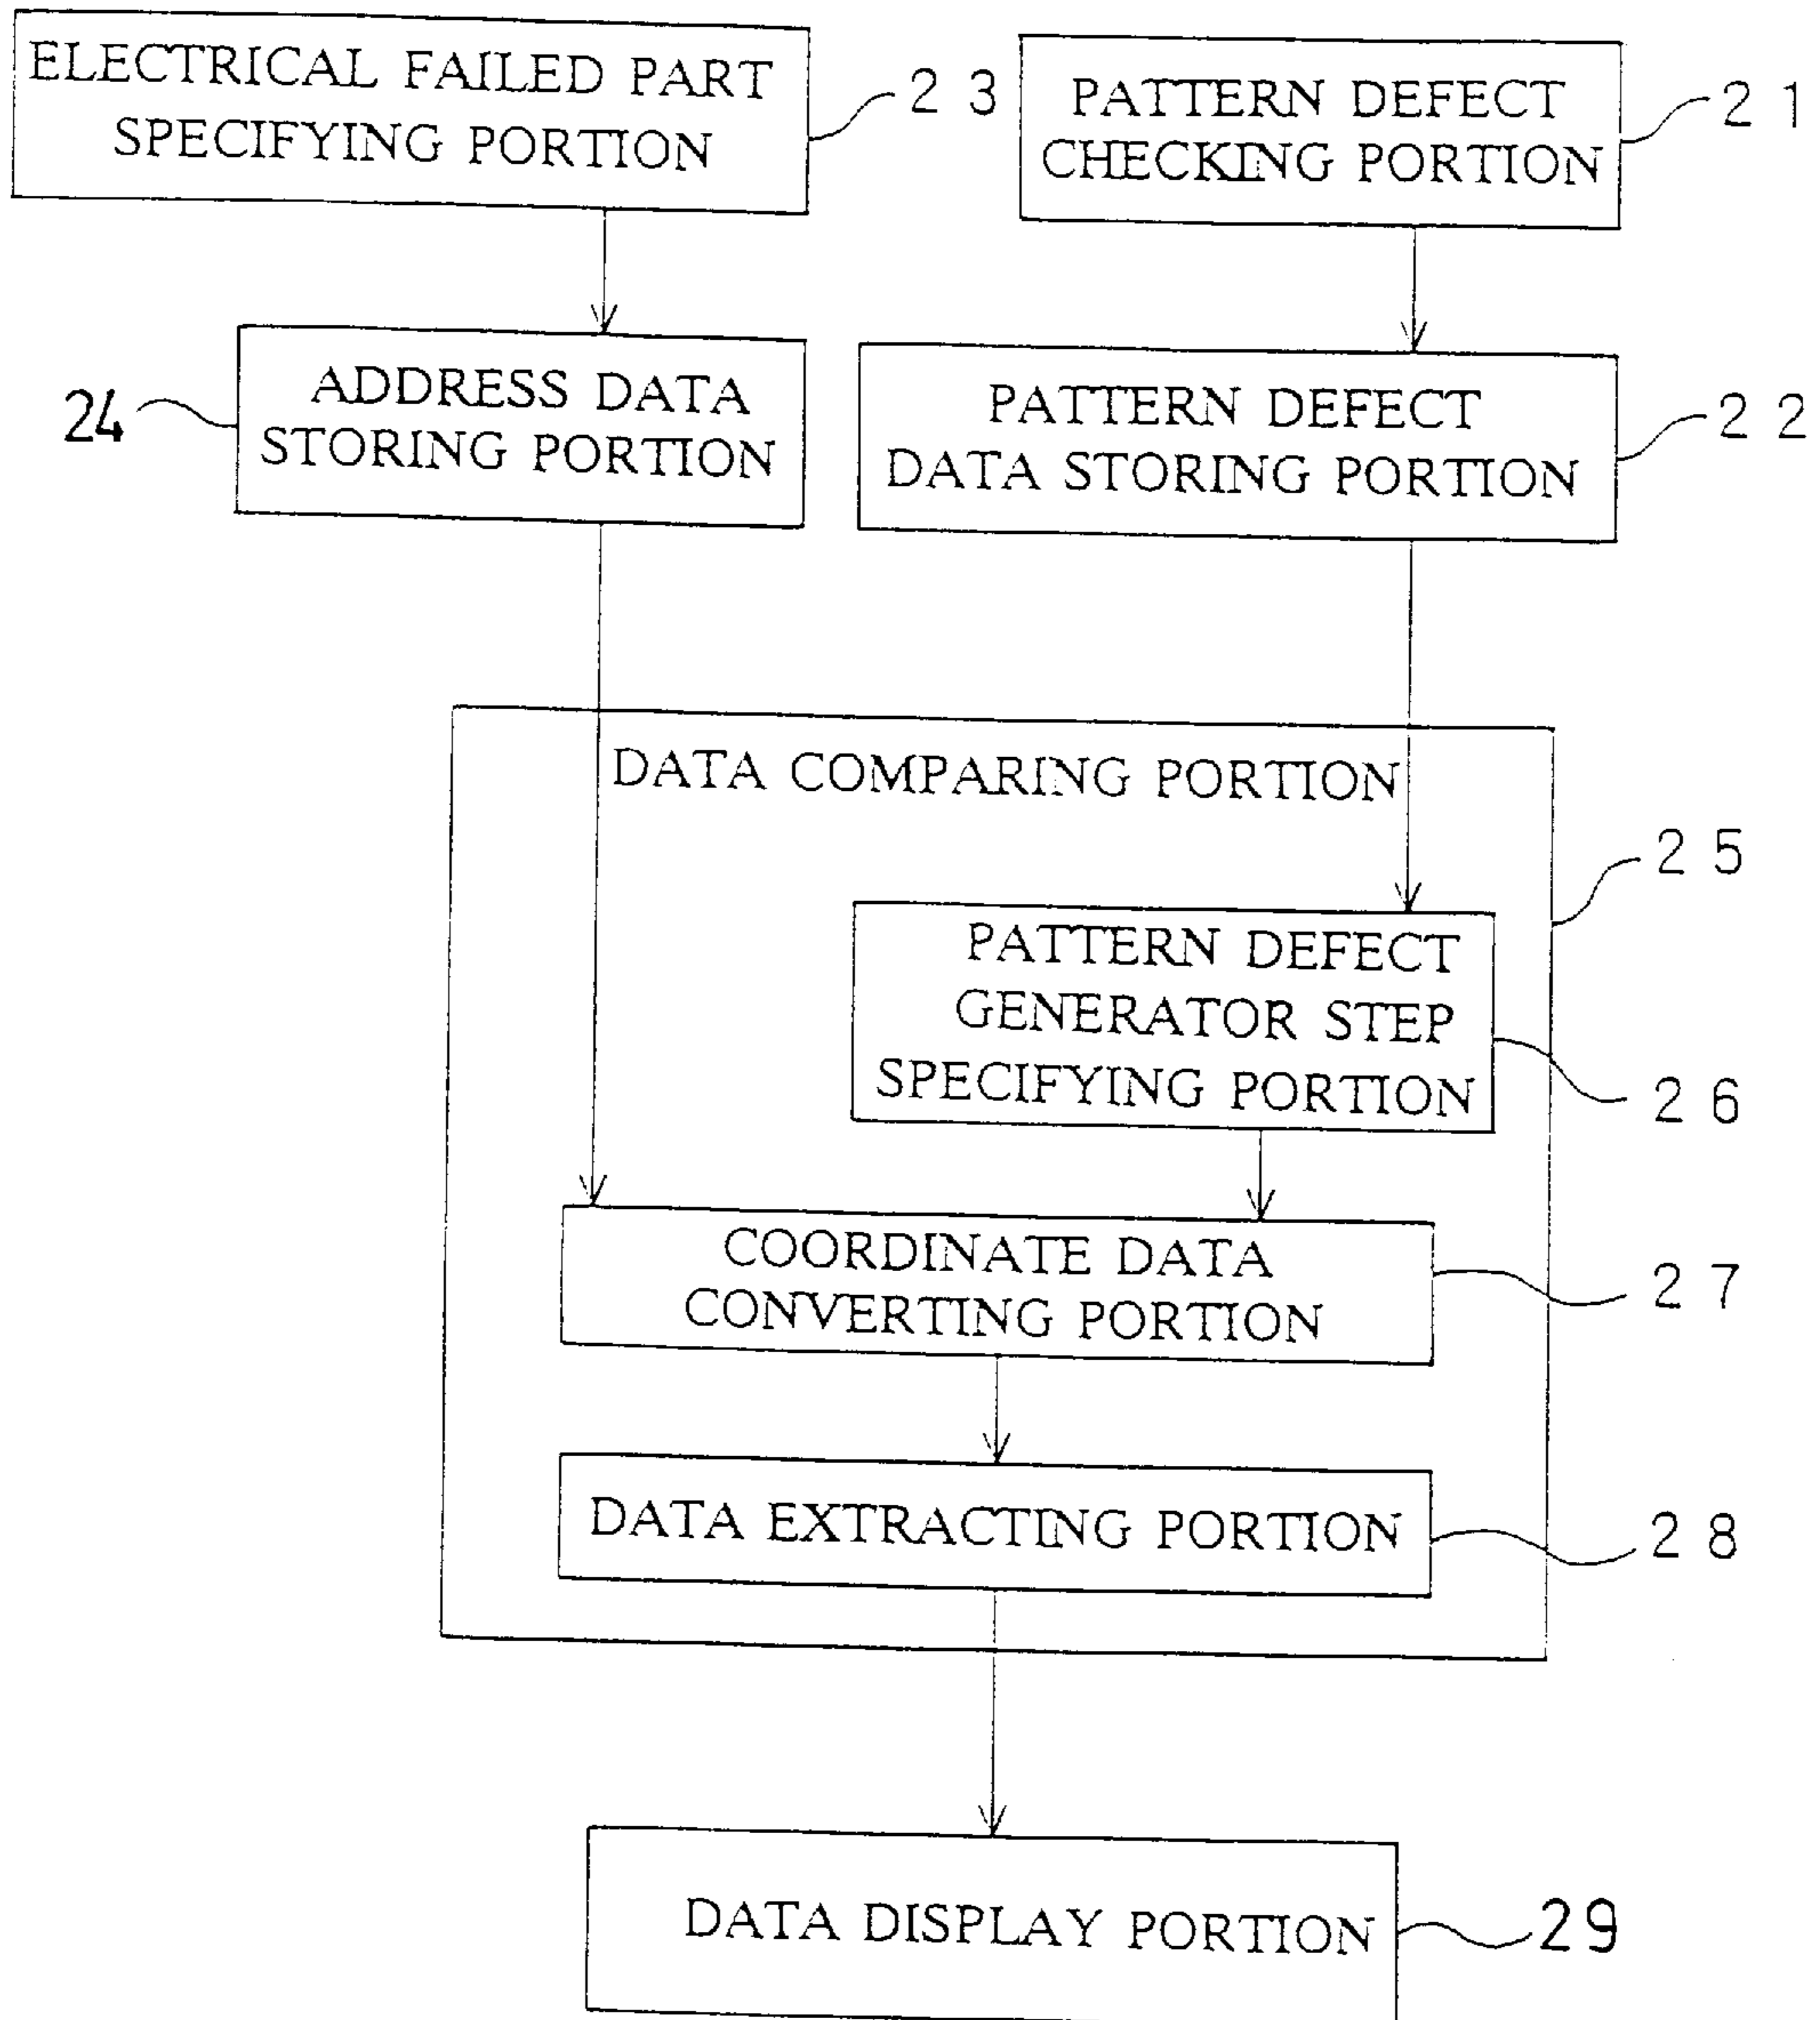 ELECTRICAL FAILED PART
SPECIFYING PORTION
23
PATTERN DEFECT
CHECKING PORTION
21
24
ADDRESS DATA
STORING PORTION
PATTERN DEFECT
DATA STORING PORTION
22
DATA COMPARING PORTION
25
PATTERN DEFECT
GENERATOR STEP
SPECIFYING PORTION
26
COORDINATE DATA
CONVERTING PORTION
27
DATA EXTRACTING PORTION
28
DATA DISPLAY PORTION
29